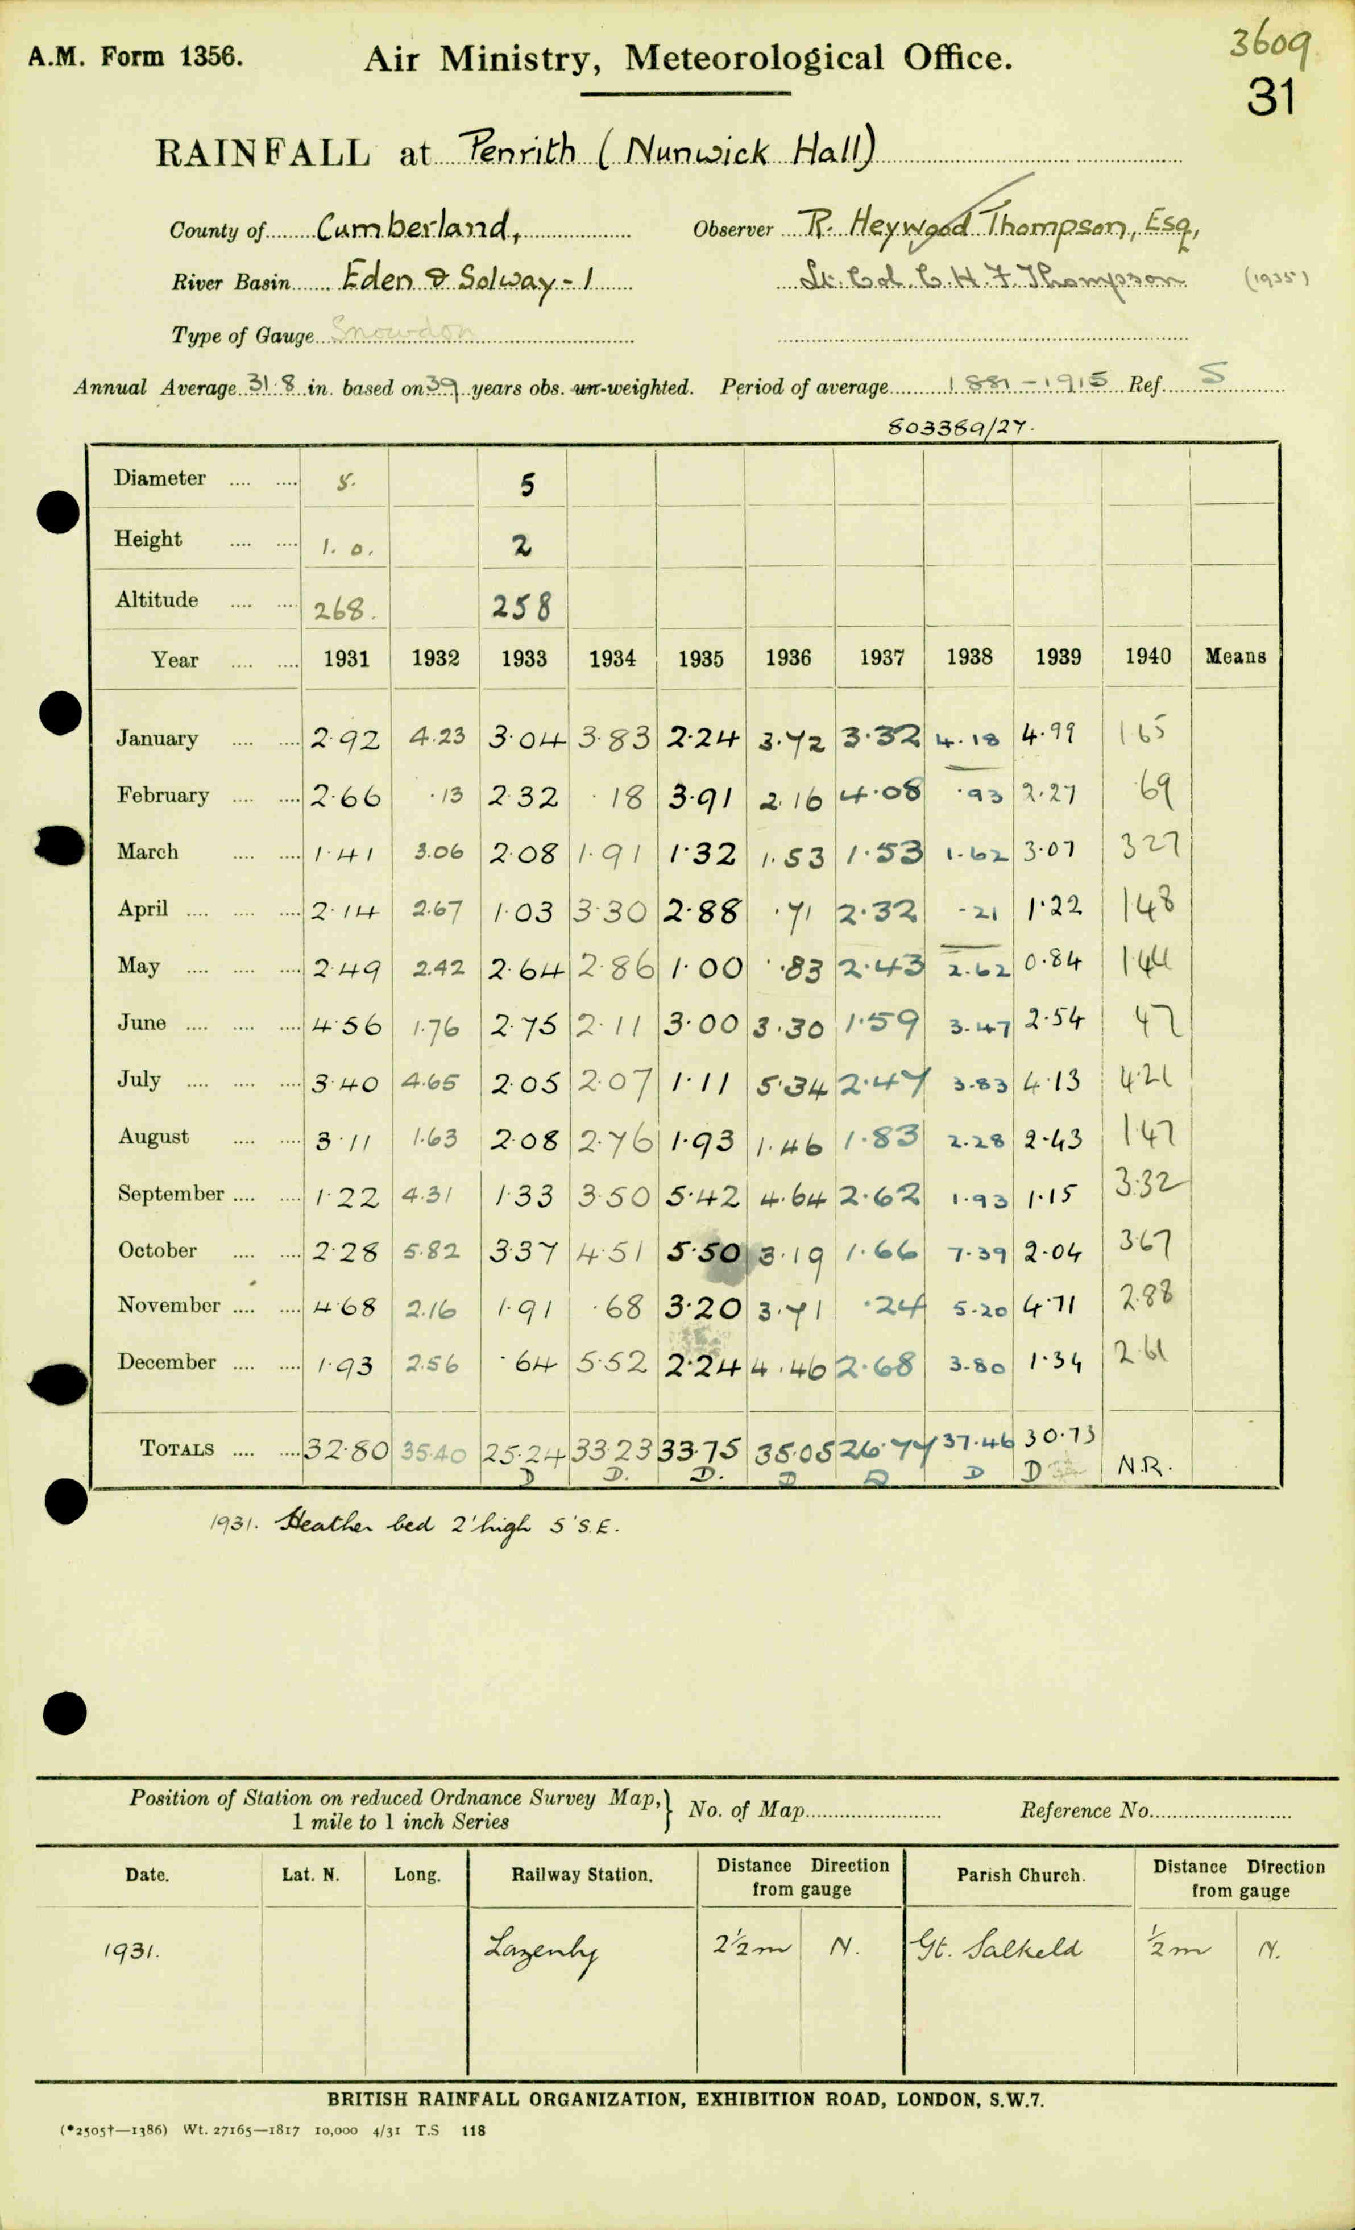 3609
A.M. Form 1356. Air Ministry, Meteorological Office.
31
RAINFALL at Penrith (Nunwick Hall)
County of Cumberland, Observer R. Heywood Thompson, Esq,
River Basin Eden & Solway - 1 Lt. Col. C. H. F. Thompson (1935)
Type of Gauge Snowdon
Annual Average 31.8 in. based on 39 years obs. un-weighted. Period of average 1881-1915 Ref. S
803389/27.
Diameter 5. 5
Height 1. 0. 2
Altitude 268. 258
Year 1931 1932 1933 1934 1935 1936 1937 1938 1939 1940 Means
January 2.92 4.23 3.04 3.83 2.24 3.72 3.32 4.18 4.99 1.65
February 2.66 .13 2.32 .18 3.91 2.16 4.08 .93 2.27 .69
March 1.41 3.06 2.08 1.91 1.32 1.53 1.53 1.62 3.07 3.27
April 2.14 2.67 1.03 3.30 2.88 .71 2.32 .21 1.22 1.48
May 2.49 2.42 2.64 2.86 1.00 .83 2.43 2.62 0.84 1.44
June 4.56 1.76 2.75 2.11 3.00 3.30 1.59 3.47 2.54 .47
July 3.40 4.65 2.05 2.07 1.11 5.34 2.47 3.83 4.13 4.21
August 3.11 1.63 2.08 2.76 1.93 1.46 1.83 2.28 2.43 1.47
September 1.22 4.31 1.33 3.50 5.42 4.64 2.62 1.93 1.15 3.32
October 2.28 5.82 3.37 4.51 5.50 3.19 1.66 7.39 2.04 3.67
November 4.68 2.16 1.91 .68 3.20 3.71 .24 5.20 4.71 2.88
December 1.93 2.56 .64 5.52 2.24 4.46 2.68 3.80 1.34 2.61
TOTALS 32.80 35.40 25.24 33.23 33.75 35.05 26.77 37.46 30.73
D D. D. D D D D N.R.
1931. Heather bed 2' high 5' S.E.
Position of Station on reduced Ordnance Survey Map,} No. of Map Reference No.
1 mile to 1 inch Series
Date. Lat. N. Long. Railway Station. Distance Direction from gauge Parish Church. Distance Direction from gauge
1931. Lazenby 2½m N. Gt. Salkeld ½m N.
BRITISH RAINFALL ORGANIZATION, EXHIBITION ROAD, LONDON, S.W.7.
(*2505†—1386) Wt. 27165—1817 10,000 4/31 T.S 118